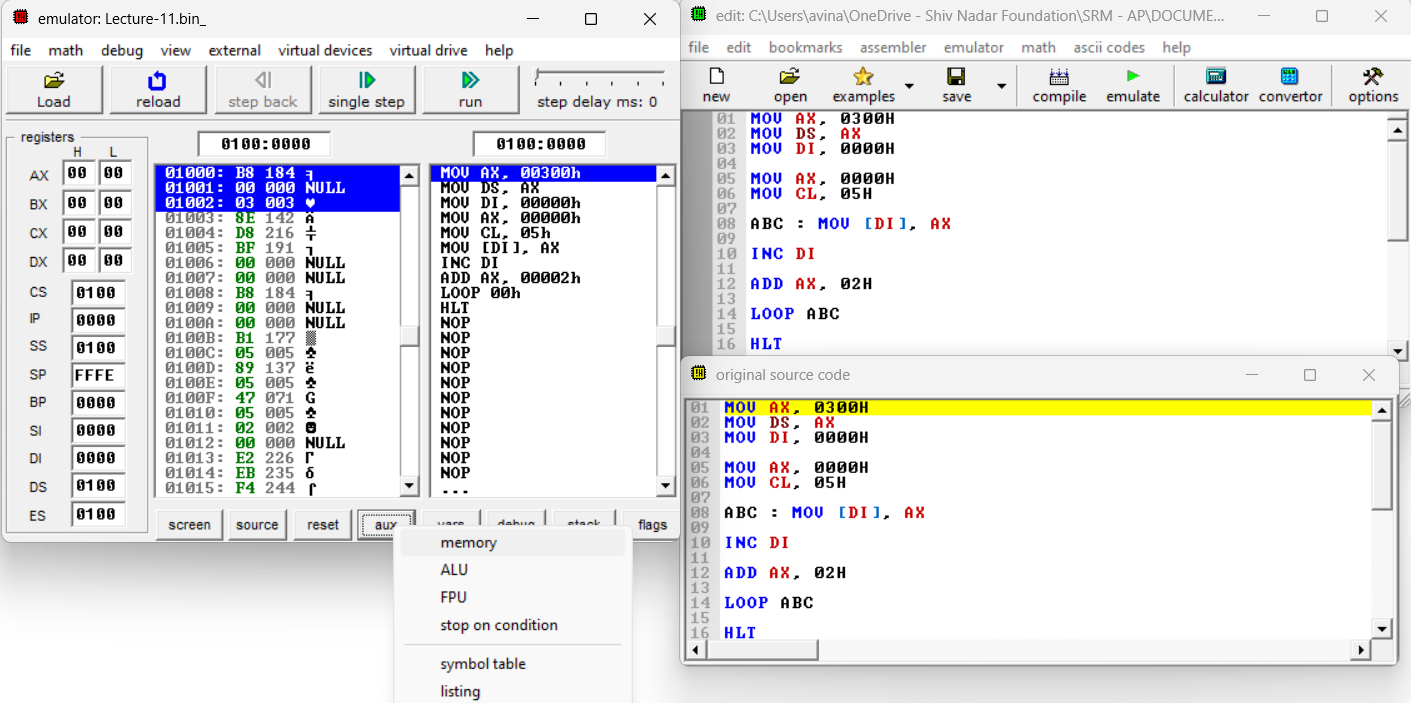 emulator: Lecture-11.bin_
file math debug view external virtual devices virtual drive help
Load reload step back single step run step delay ms: 0
registers
H L
AX 00 00
BX 00 00
CX 00 00
DX 00 00
CS 0100
IP 0000
SS 0100
SP FFFE
BP 0000
SI 0000
DI 0000
DS 0100
ES 0100
0100:0000
01000: B8 184 ╕
01001: 00 000 NULL
01002: 03 003 ♥
01003: 8E 142 Ä
01004: D8 216 ╪
01005: BF 191 ┐
01006: 00 000 NULL
01007: 00 000 NULL
01008: B8 184 ╕
01009: 00 000 NULL
0100A: 00 000 NULL
0100B: B1 177 ▒
0100C: 05 005 ♣
0100D: 89 137 ë
0100E: 05 005 ♣
0100F: 47 071 G
01010: 05 005 ♣
01011: 02 002 ☻
01012: 00 000 NULL
01013: E2 226 Γ
01014: EB 235 δ
01015: F4 244 ⌠
0100:0000
MOV AX, 00300h
MOV DS, AX
MOV DI, 00000h
MOV AX, 00000h
MOV CL, 05h
MOV [DI], AX
INC DI
ADD AX, 00002h
LOOP 00h
HLT
NOP
NOP
NOP
NOP
NOP
NOP
NOP
NOP
NOP
NOP
NOP
...
screen source reset aux vars debug stack flags
memory
ALU
FPU
stop on condition
symbol table
listing
edit: C:\Users\avina\OneDrive - Shiv Nadar Foundation\SRM - AP\DOCUME...
file edit bookmarks assembler emulator math ascii codes help
new open examples save compile emulate calculator convertor options
01 MOV AX, 0300H
02 MOV DS, AX
03 MOV DI, 0000H
04
05 MOV AX, 0000H
06 MOV CL, 05H
07
08 ABC : MOV [DI], AX
09
10 INC DI
11
12 ADD AX, 02H
13
14 LOOP ABC
15
16 HLT
original source code
01 MOV AX, 0300H
02 MOV DS, AX
03 MOV DI, 0000H
04
05 MOV AX, 0000H
06 MOV CL, 05H
07
08 ABC : MOV [DI], AX
09
10 INC DI
11
12 ADD AX, 02H
13
14 LOOP ABC
15
16 HLT